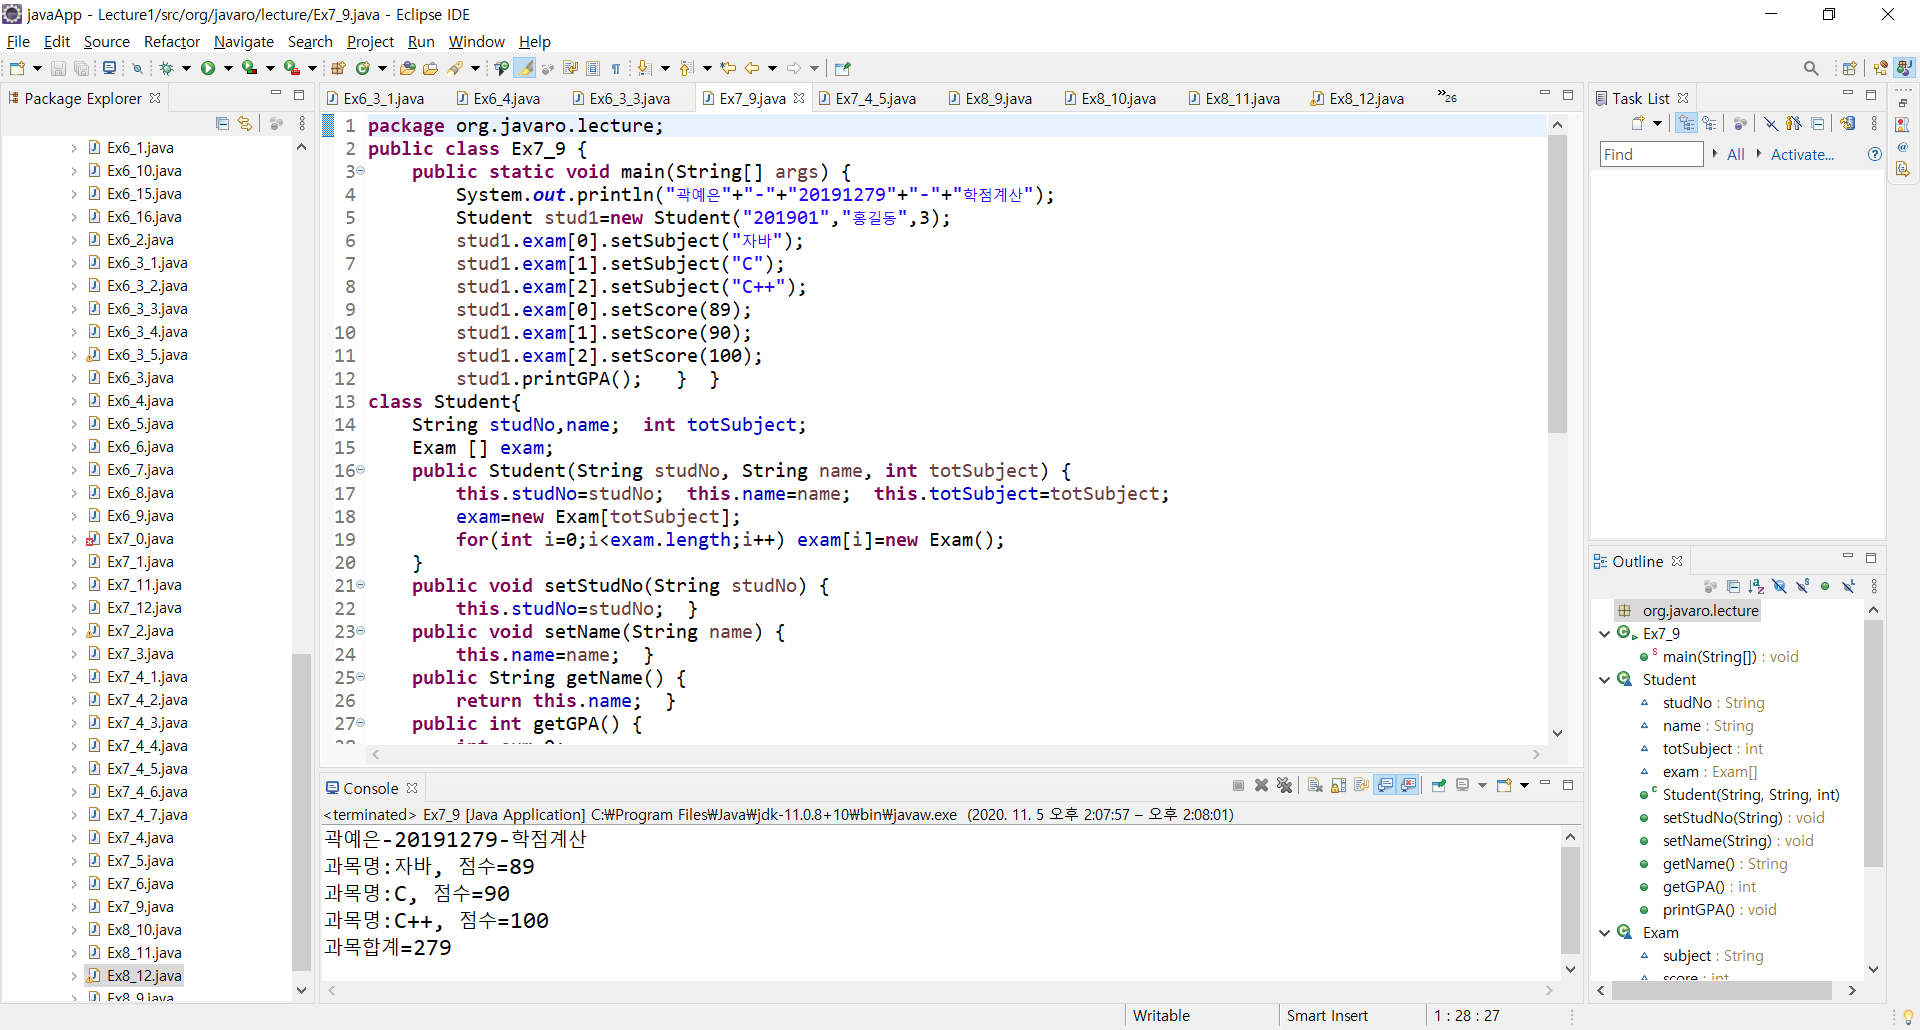 javaApp - Lecture1/src/org/javaro/lecture/Ex7_9.java - Eclipse IDE
File Edit Source Refactor Navigate Search Project Run Window Help
Package Explorer
Ex6_1.java
Ex6_10.java
Ex6_15.java
Ex6_16.java
Ex6_2.java
Ex6_3_1.java
Ex6_3_2.java
Ex6_3_3.java
Ex6_3_4.java
Ex6_3_5.java
Ex6_3.java
Ex6_4.java
Ex6_5.java
Ex6_6.java
Ex6_7.java
Ex6_8.java
Ex6_9.java
Ex7_0.java
Ex7_1.java
Ex7_11.java
Ex7_12.java
Ex7_2.java
Ex7_3.java
Ex7_4_1.java
Ex7_4_2.java
Ex7_4_3.java
Ex7_4_4.java
Ex7_4_5.java
Ex7_4_6.java
Ex7_4_7.java
Ex7_4.java
Ex7_5.java
Ex7_6.java
Ex7_9.java
Ex8_10.java
Ex8_11.java
Ex8_12.java
Ex8_9.java
Ex6_3_1.java Ex6_4.java Ex6_3_3.java Ex7_9.java Ex7_4_5.java Ex8_9.java Ex8_10.java Ex8_11.java Ex8_12.java »26
1 package org.javaro.lecture;
2 public class Ex7_9 {
3 public static void main(String[] args) {
4 System.out.println("곽예은"+"-"+"20191279"+"-"+"학점계산");
5 Student stud1=new Student("201901","홍길동",3);
6 stud1.exam[0].setSubject("자바");
7 stud1.exam[1].setSubject("C");
8 stud1.exam[2].setSubject("C++");
9 stud1.exam[0].setScore(89);
10 stud1.exam[1].setScore(90);
11 stud1.exam[2].setScore(100);
12 stud1.printGPA(); } }
13 class Student{
14 String studNo,name; int totSubject;
15 Exam [] exam;
16 public Student(String studNo, String name, int totSubject) {
17 this.studNo=studNo; this.name=name; this.totSubject=totSubject;
18 exam=new Exam[totSubject];
19 for(int i=0;i<exam.length;i++) exam[i]=new Exam();
20 }
21 public void setStudNo(String studNo) {
22 this.studNo=studNo; }
23 public void setName(String name) {
24 this.name=name; }
25 public String getName() {
26 return this.name; }
27 public int getGPA() {
Console
<terminated> Ex7_9 [Java Application] C:₩Program Files₩Java₩jdk-11.0.8+10₩bin₩javaw.exe (2020. 11. 5 오후 2:07:57 – 오후 2:08:01)
곽예은-20191279-학점계산
과목명:자바, 점수=89
과목명:C, 점수=90
과목명:C++, 점수=100
과목합계=279
Task List
Find All Activate...
Outline
org.javaro.lecture
Ex7_9
main(String[]) : void
Student
studNo : String
name : String
totSubject : int
exam : Exam[]
Student(String, String, int)
setStudNo(String) : void
setName(String) : void
getName() : String
getGPA() : int
printGPA() : void
Exam
subject : String
score : int
Writable Smart Insert 1 : 28 : 27